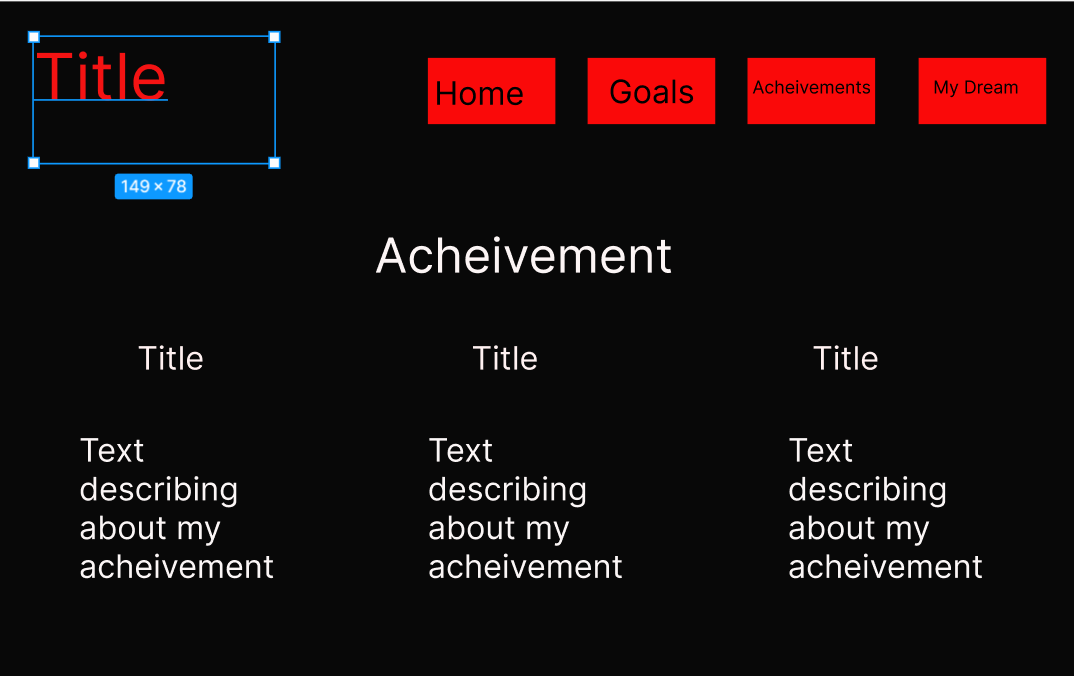 Title
Home
Goals
Acheivements
My Dream
149 × 78
Acheivement
Title
Title
Title
Text
describing
about my
acheivement
Text
describing
about my
acheivement
Text
describing
about my
acheivement